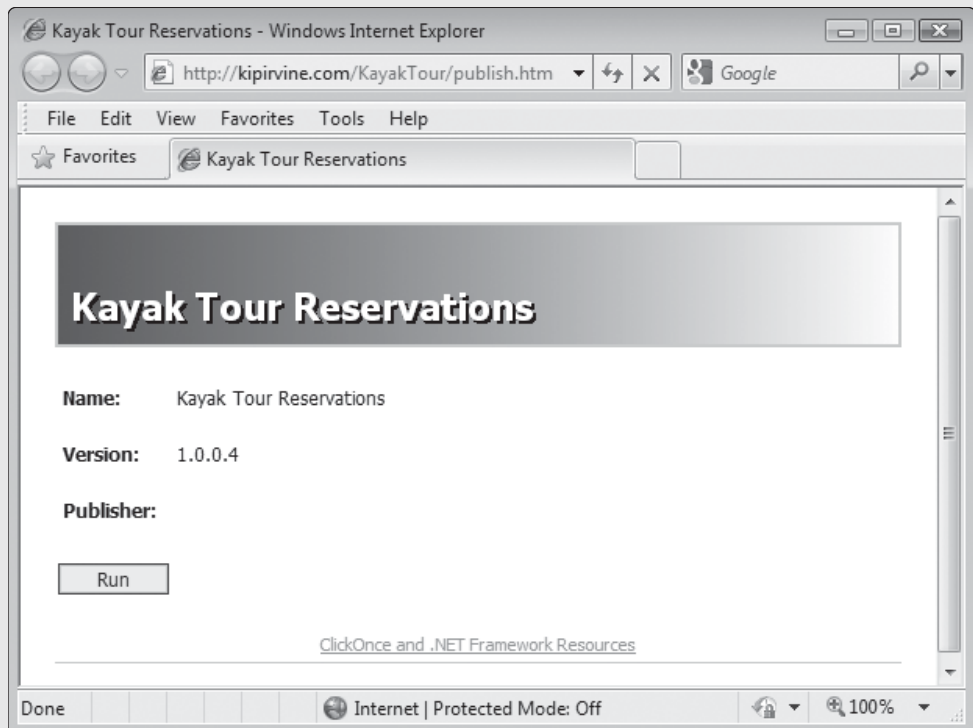 Kayak Tour Reservations - Windows Internet Explorer
http://kipirvine.com/KayakTour/publish.htm
Google
File Edit View Favorites Tools Help
Favorites
Kayak Tour Reservations
Kayak Tour Reservations
Name: Kayak Tour Reservations
Version: 1.0.0.4
Publisher:
Run
ClickOnce and .NET Framework Resources
Done
Internet | Protected Mode: Off
100%